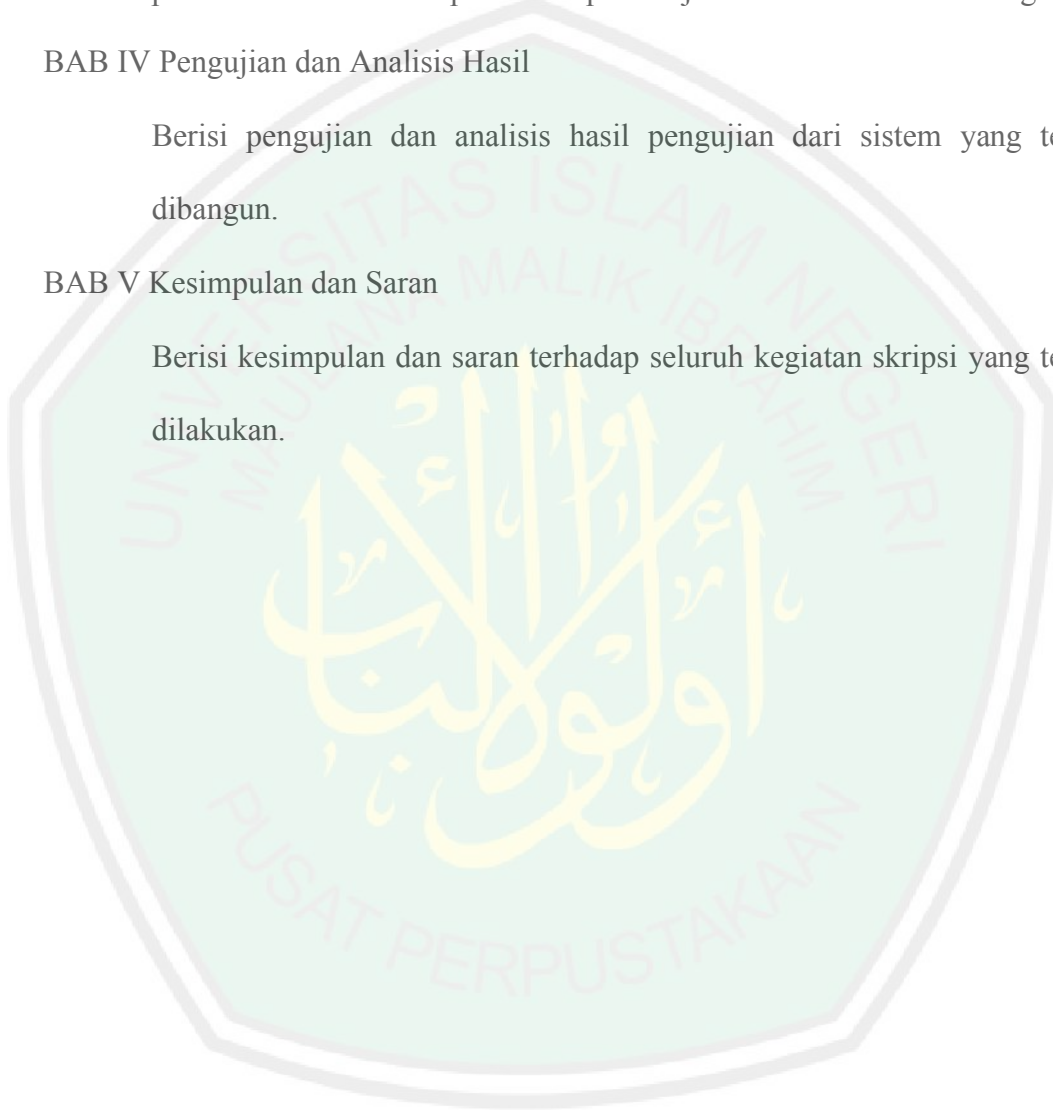 BAB IV Pengujian dan Analisis Hasil
Berisi pengujian dan analisis hasil pengujian dari sistem yang
dibangun.
BAB V Kesimpulan dan Saran
Berisi kesimpulan dan saran terhadap seluruh kegiatan skripsi yang
dilakukan.
UNIVERSITAS ISLAM NEGERI
MAULANA MALIK IBRAHIM
PUSAT PERPUSTAKAAN